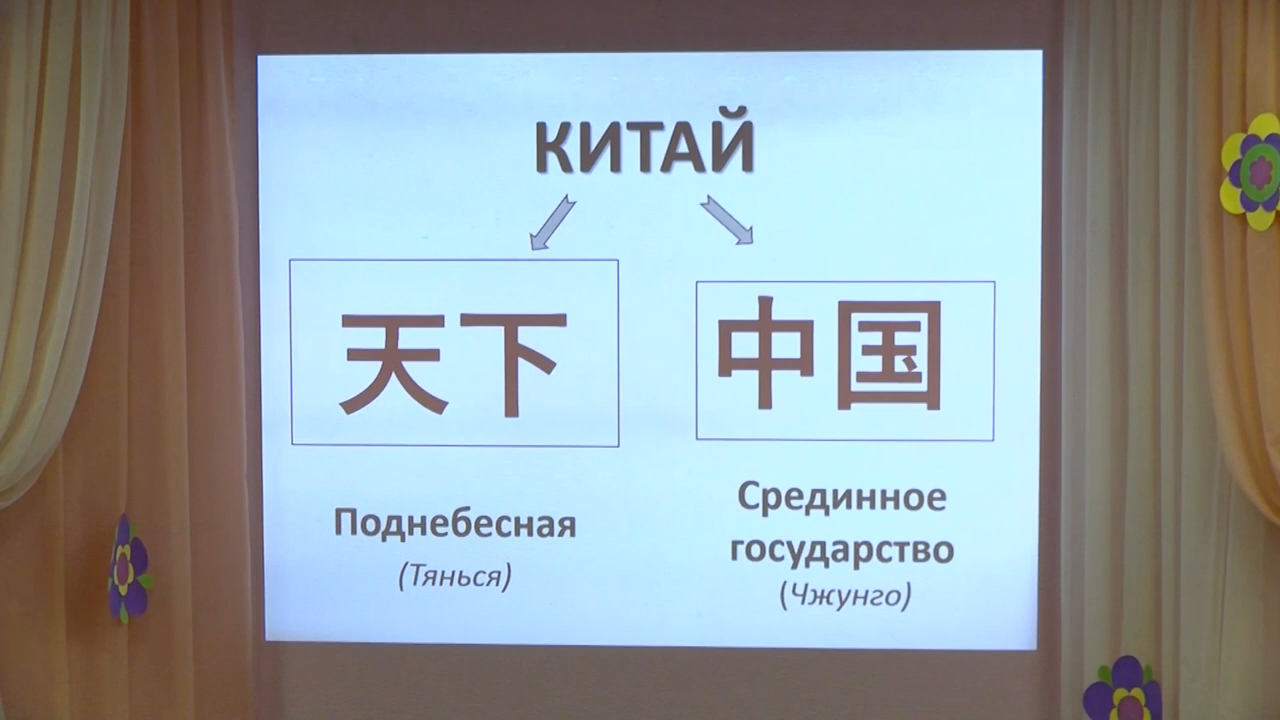 КИТАЙ
天下
Поднебесная
(Тянься)
中国
Срединное
государство
(Чжунго)